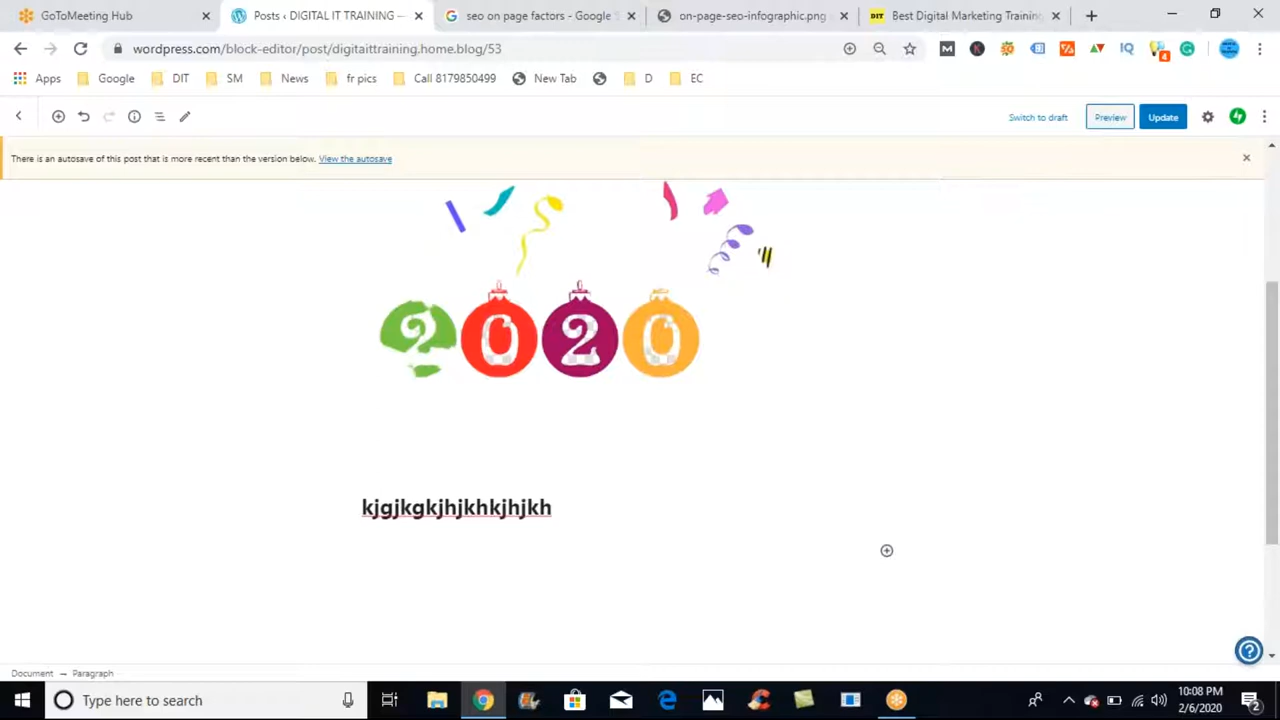 GoToMeeting Hub
Posts ‹ DIGITAL IT TRAINING —
seo on page factors - Google
on-page-seo-infographic.png
DIT Best Digital Marketing Training
wordpress.com/block-editor/post/digitaittraining.home.blog/53
4
Apps Google DIT SM News fr pics Call 8179850499 New Tab D EC
Switch to draft Preview Update
There is an autosave of this post that is more recent than the version below. View the autosave
2020
kjgjkgkjhjkhkjhjkh
Document → Paragraph
Type here to search
10:08 PM
2/6/2020
2